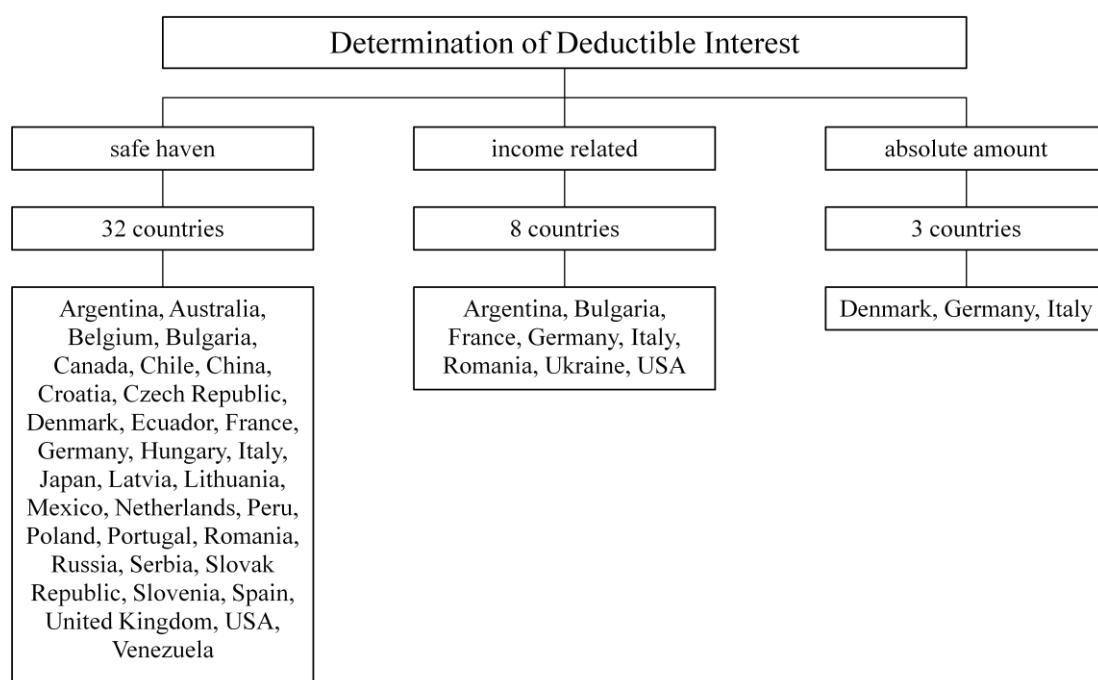 Determination of Deductible Interest
safe haven
income related
absolute amount
32 countries
8 countries
3 countries
Argentina, Australia,
Belgium, Bulgaria,
Canada, Chile, China,
Croatia, Czech Republic,
Denmark, Ecuador, France,
Germany, Hungary, Italy,
Japan, Latvia, Lithuania,
Mexico, Netherlands, Peru,
Poland, Portugal, Romania,
Russia, Serbia, Slovak
Republic, Slovenia, Spain,
United Kingdom, USA,
Venezuela
Argentina, Bulgaria,
France, Germany, Italy,
Romania, Ukraine, USA
Denmark, Germany, Italy